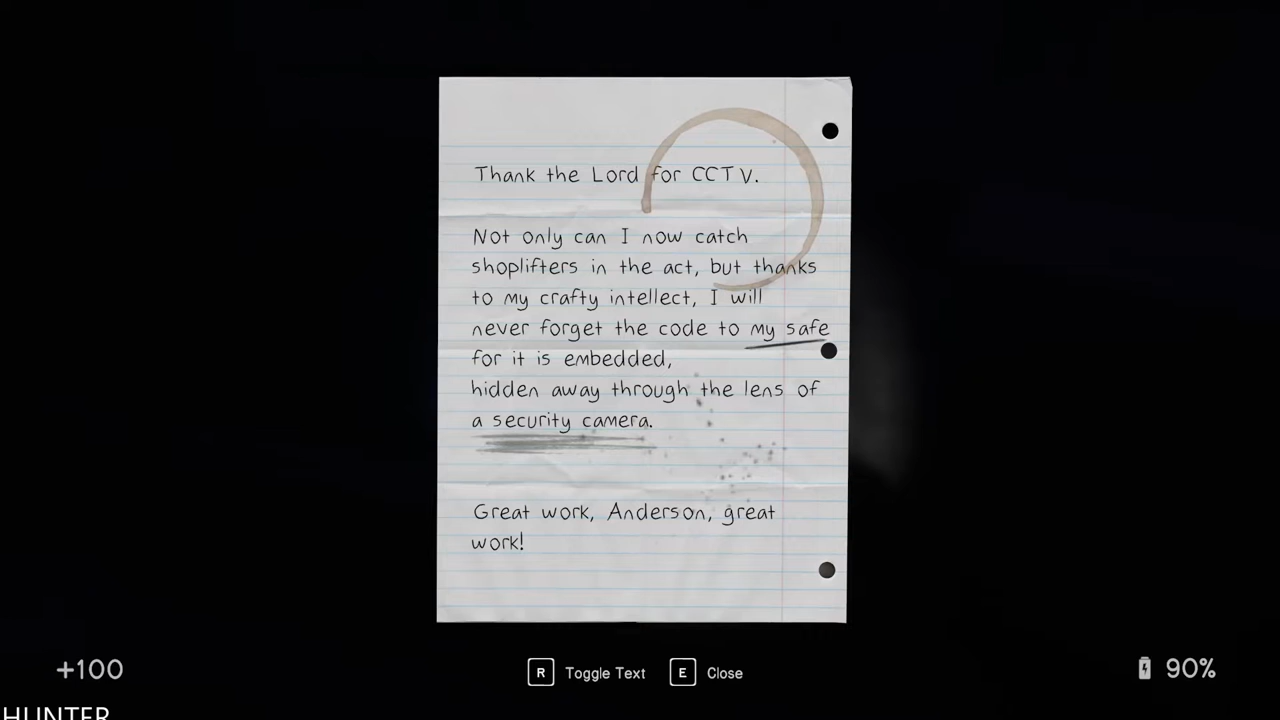 Thank the Lord for CCTV.
Not only can I now catch
shoplifters in the act, but thanks
to my crafty intellect, I will
never forget the code to my safe
for it is embedded,
hidden away through the lens of
a security camera.
Great work, Anderson, great
work!
+100
R Toggle Text E Close
90%
HUNTER